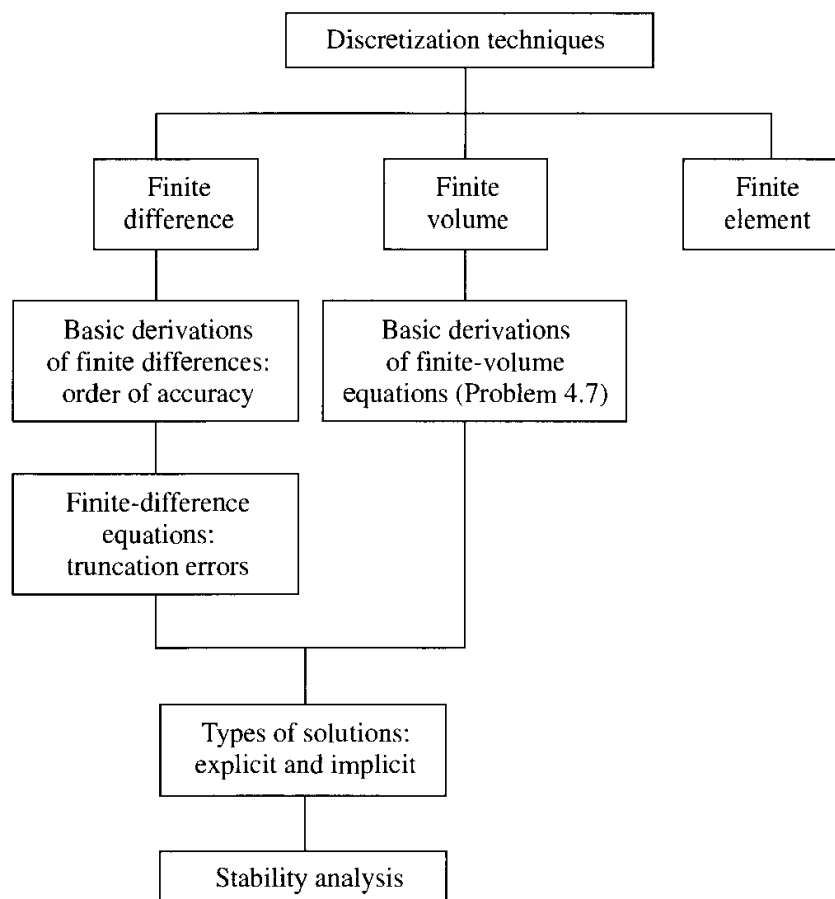 Discretization techniques
Finite
difference
Finite
volume
Finite
element
Basic derivations
of finite differences:
order of accuracy
Basic derivations
of finite-volume
equations (Problem 4.7)
Finite-difference
equations:
truncation errors
Types of solutions:
explicit and implicit
Stability analysis